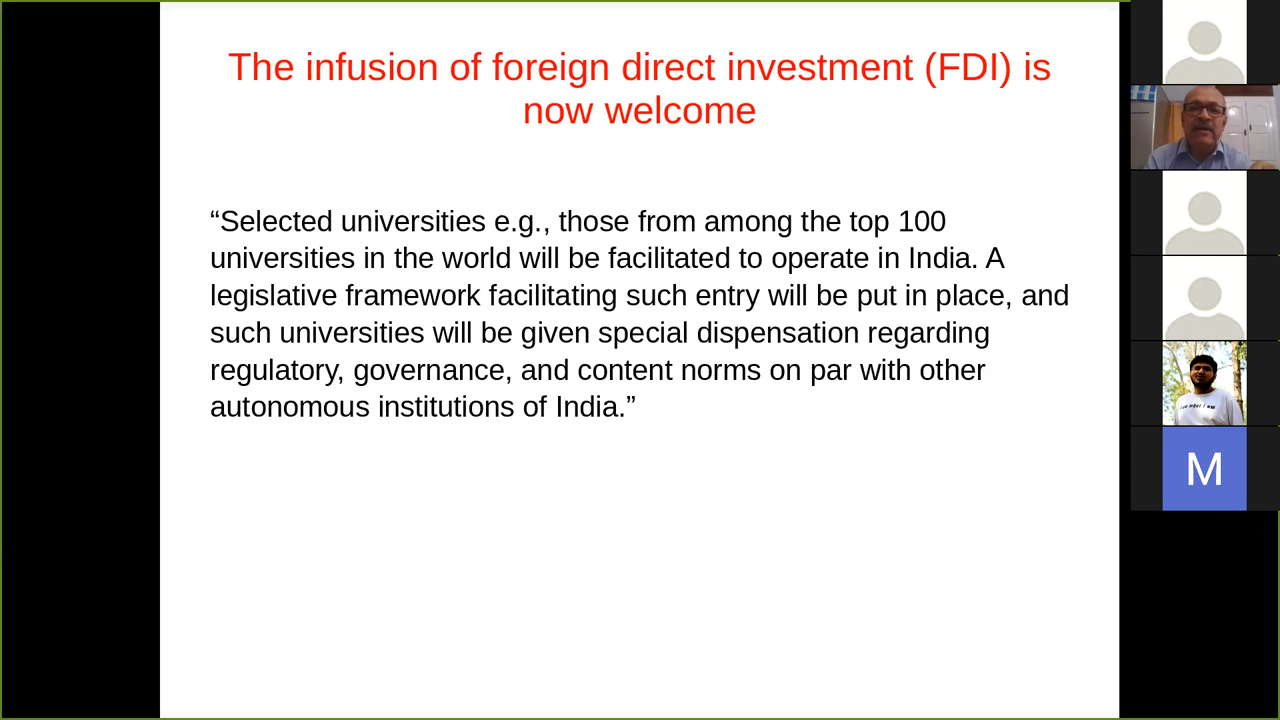 The infusion of foreign direct investment (FDI) is
now welcome
“Selected universities e.g., those from among the top 100
universities in the world will be facilitated to operate in India. A
legislative framework facilitating such entry will be put in place, and
such universities will be given special dispensation regarding
regulatory, governance, and content norms on par with other
autonomous institutions of India.”
M